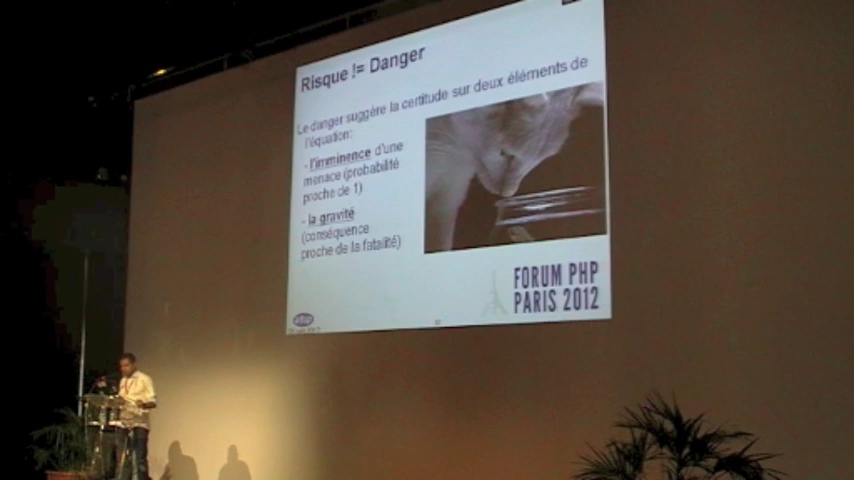 Risque != Danger
Le danger suggère la certitude sur deux éléments de
l'équation:
- l'imminence d'une
menace (probabilité
proche de 1)
- la gravité
(conséquence
proche de la fatalité)
FORUM PHP
PARIS 2012